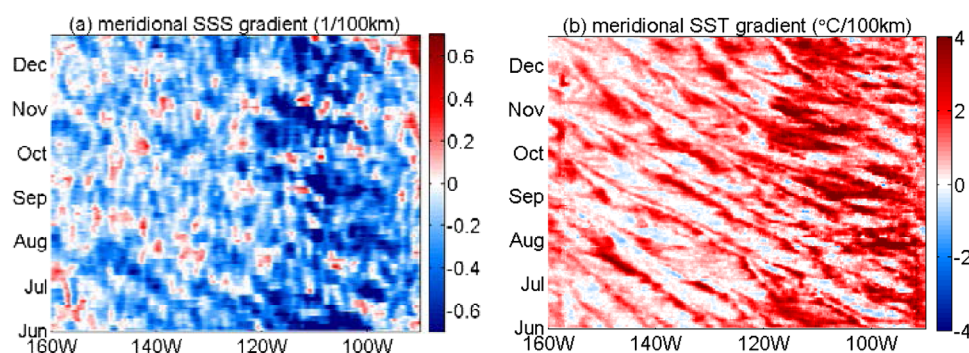 (a) meridional SSS gradient (1/100km)
Dec
Nov
Oct
Sep
Aug
Jul
Jun
160W 140W 120W 100W
0.6
0.4
0.2
0
-0.2
-0.4
-0.6
(b) meridional SST gradient (°C/100km)
Dec
Nov
Oct
Sep
Aug
Jul
Jun
160W 140W 120W 100W
4
2
0
-2
-4